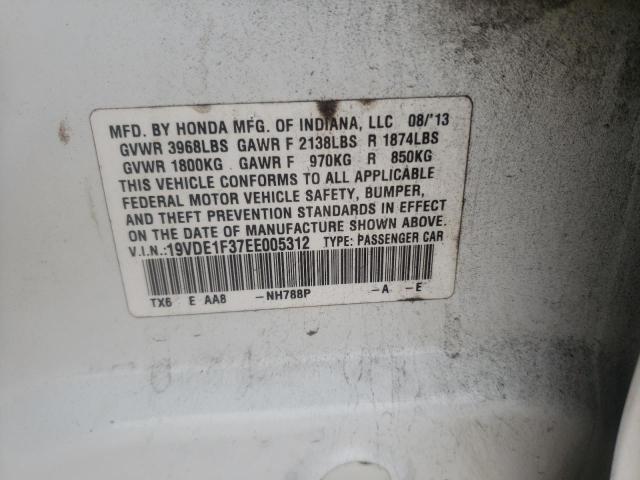 MFD. BY HONDA MFG. OF INDIANA, LLC 08/'13
GVWR 3968LBS GAWR F 2138LBS R 1874LBS
GVWR 1800KG GAWR F 970KG R 850KG
THIS VEHICLE CONFORMS TO ALL APPLICABLE
FEDERAL MOTOR VEHICLE SAFETY, BUMPER,
AND THEFT PREVENTION STANDARDS IN EFFECT
ON THE DATE OF MANUFACTURE SHOWN ABOVE.
V.I.N.:19VDE1F37EE005312 TYPE: PASSENGER CAR
TX6 E AA8 -NH788P -A -E